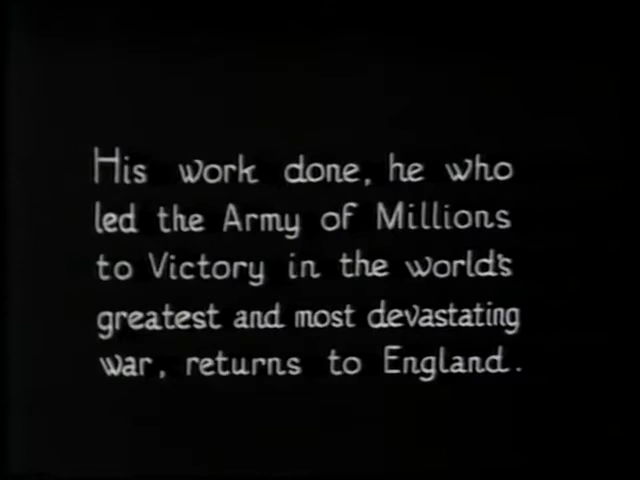 His work done, he who
led the Army of Millions
to Victory in the world's
greatest and most devastating
war, returns to England.